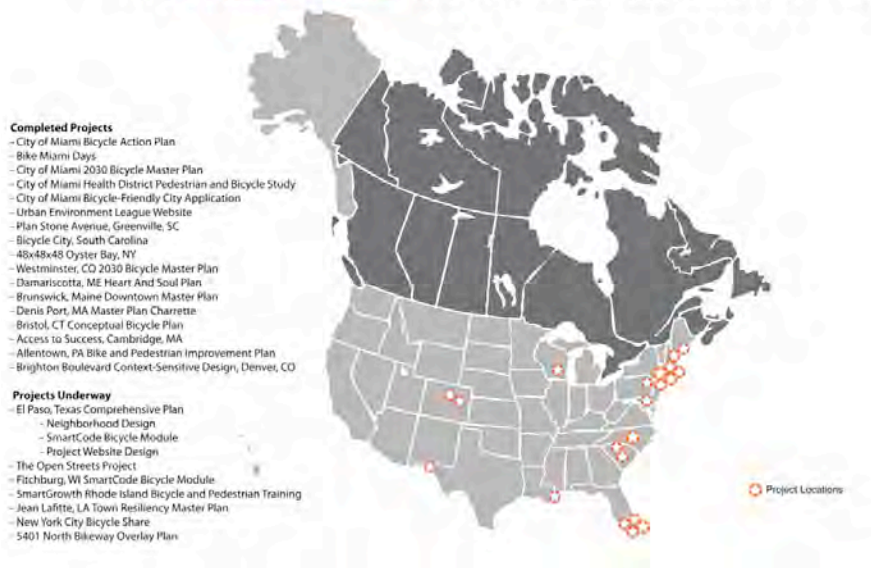 Completed Projects
- City of Miami Bicycle Action Plan
- Bike Miami Days
- City of Miami 2030 Bicycle Master Plan
- City of Miami Health District Pedestrian and Bicycle Study
- City of Miami Bicycle-Friendly City Application
- Urban Environment League Website
- Plan Stone Avenue, Greenville, SC
- Bicycle City, South Carolina
- 48x48x48 Oyster Bay, NY
- Westminster, CO 2030 Bicycle Master Plan
- Damariscotta, ME Heart And Soul Plan
- Brunswick, Maine Downtown Master Plan
- Denis Port, MA Master Plan Charrette
- Bristol, CT Conceptual Bicycle Plan
- Access to Success, Cambridge, MA
- Allentown, PA Bike and Pedestrian Improvement Plan
- Brighton Boulevard Context-Sensitive Design, Denver, CO
Projects Underway
- El Paso, Texas Comprehensive Plan
- Neighborhood Design
- SmartCode Bicycle Module
- Project Website Design
- The Open Streets Project
- Fitchburg, WI SmartCode Bicycle Module
- SmartGrowth Rhode Island Bicycle and Pedestrian Training
- Jean Lafitte, LA Town Resiliency Master Plan
- New York City Bicycle Share
- 5401 North Bikeway Overlay Plan
Project Locations